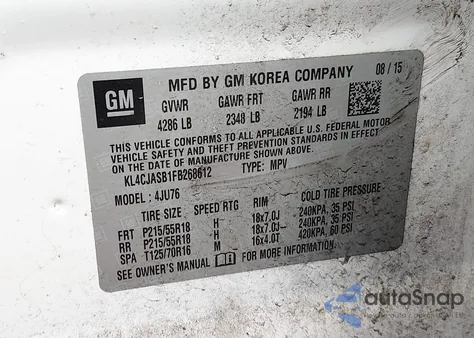 GM
MFD BY GM KOREA COMPANY 08 / 15
GVWR GAWR FRT GAWR RR
4286 LB 2348 LB 2194 LB
THIS VEHICLE CONFORMS TO ALL APPLICABLE U.S. FEDERAL MOTOR
VEHICLE SAFETY AND THEFT PREVENTION STANDARDS IN EFFECT
ON THE DATE OF MANUFACTURE SHOWN ABOVE.
KL4CJASB1FB268612 TYPE: MPV
MODEL: 4JU76
TIRE SIZE SPEED RTG RIM COLD TIRE PRESSURE
FRT P215/55R18 H 18x7.0J 240KPA, 35 PSI
RR P215/55R18 H 18x7.0J 240KPA, 35 PSI
SPA T125/70R16 M 16x4.0T 420KPA, 60 PSI
SEE OWNER'S MANUAL FOR MORE INFORMATION.
autoSnap